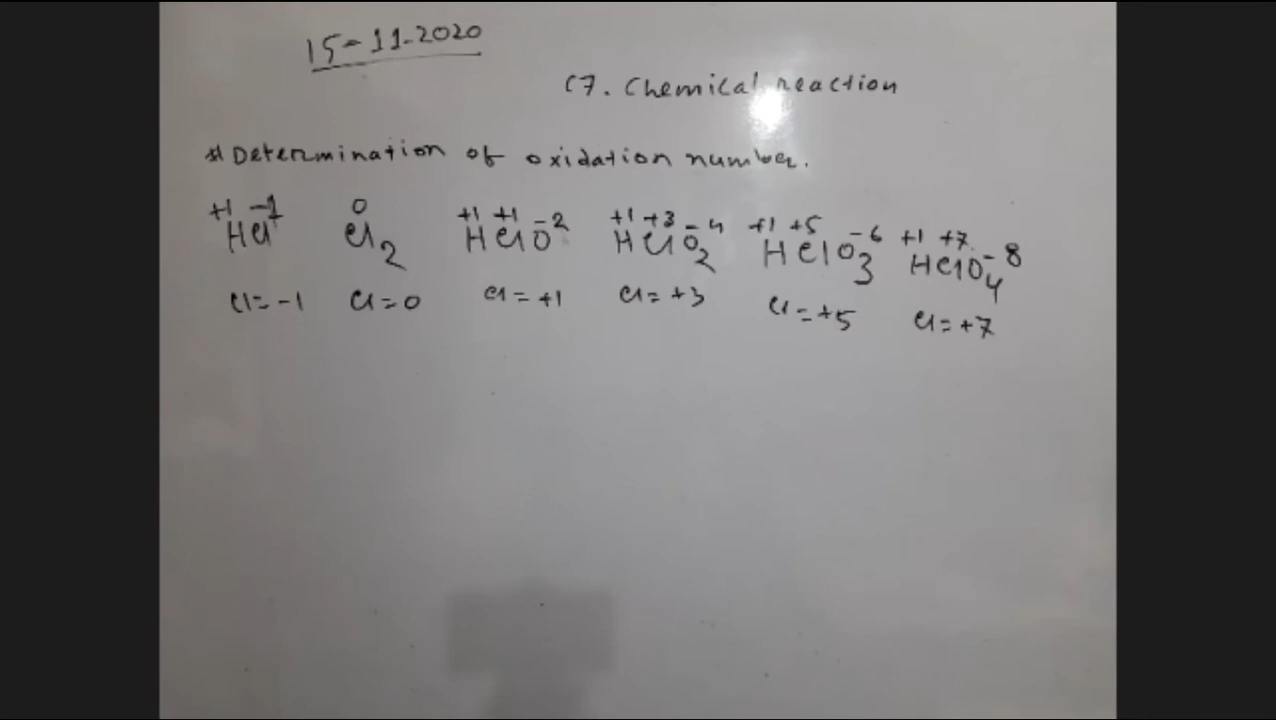 15-11-2020
C7. Chemical reaction
* Determination of oxidation number.
+1 -1 0 +1 +1 -2 +1 +3 -4 +1 +5 -6 +1 +7 -8
HCl Cl2 HClO HClO2 HClO3 HClO4
Cl=-1 Cl=0 Cl=+1 Cl=+3 Cl=+5 Cl=+7